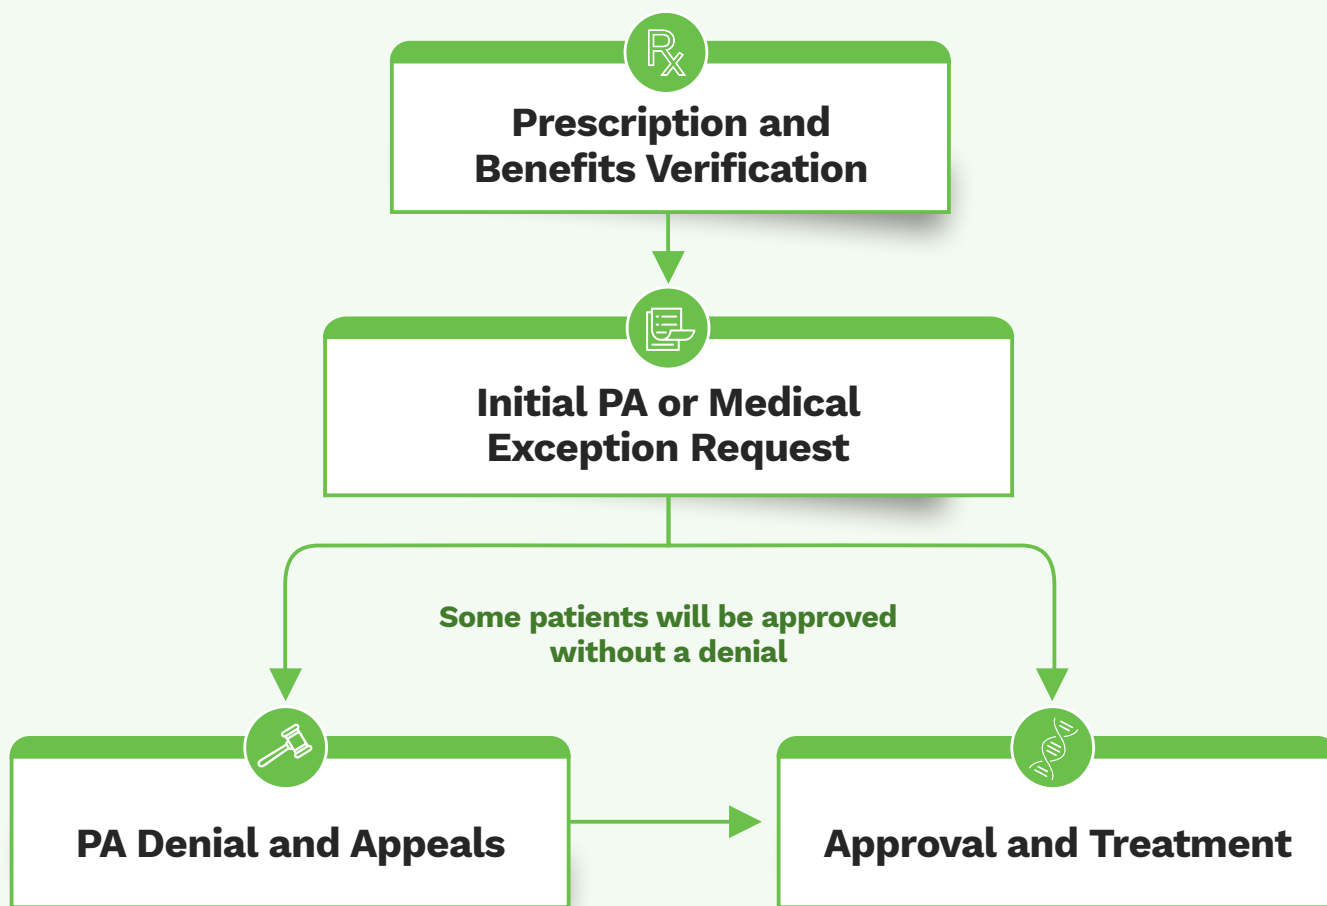 Rx
Prescription and
Benefits Verification
Initial PA or Medical
Exception Request
Some patients will be approved
without a denial
PA Denial and Appeals
Approval and Treatment